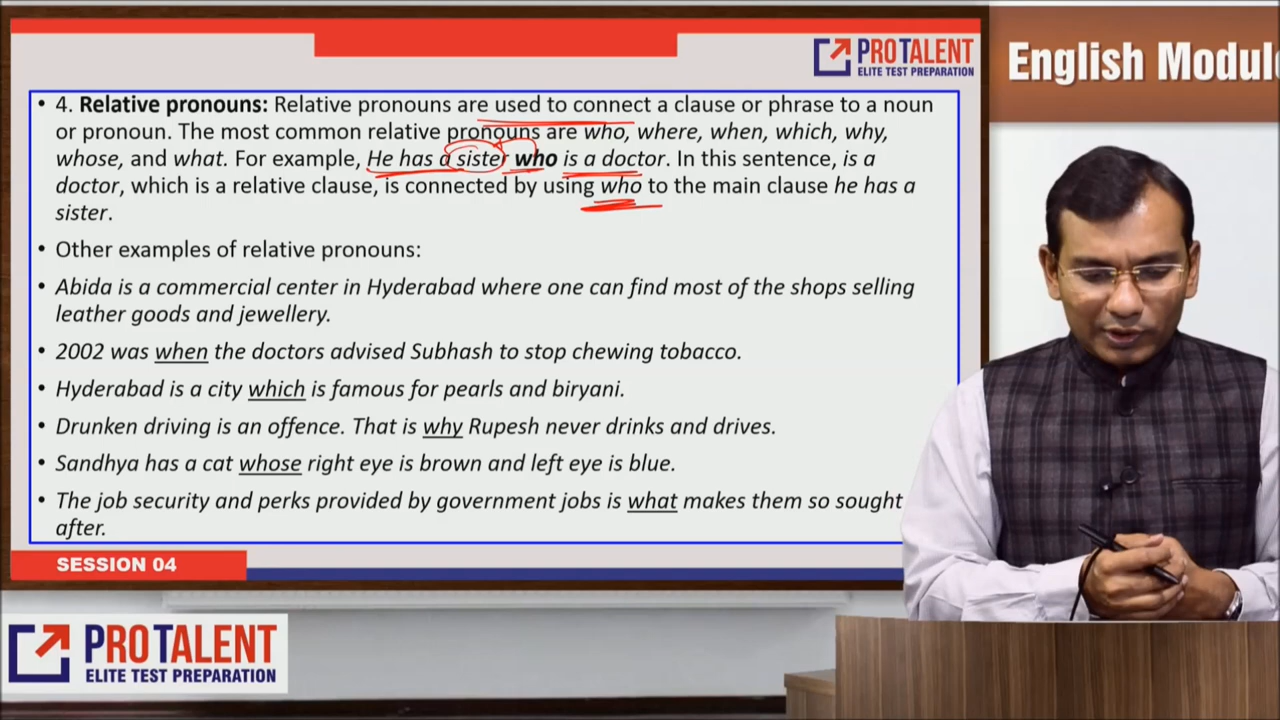 PROTALENT
ELITE TEST PREPARATION
English Module
• 4. Relative pronouns: Relative pronouns are used to connect a clause or phrase to a noun
or pronoun. The most common relative pronouns are who, where, when, which, why,
whose, and what. For example, He has a sister who is a doctor. In this sentence, is a
doctor, which is a relative clause, is connected by using who to the main clause he has a
sister.
• Other examples of relative pronouns:
• Abida is a commercial center in Hyderabad where one can find most of the shops selling
leather goods and jewellery.
• 2002 was when the doctors advised Subhash to stop chewing tobacco.
• Hyderabad is a city which is famous for pearls and biryani.
• Drunken driving is an offence. That is why Rupesh never drinks and drives.
• Sandhya has a cat whose right eye is brown and left eye is blue.
• The job security and perks provided by government jobs is what makes them so sought
after.
SESSION 04
PROTALENT
ELITE TEST PREPARATION